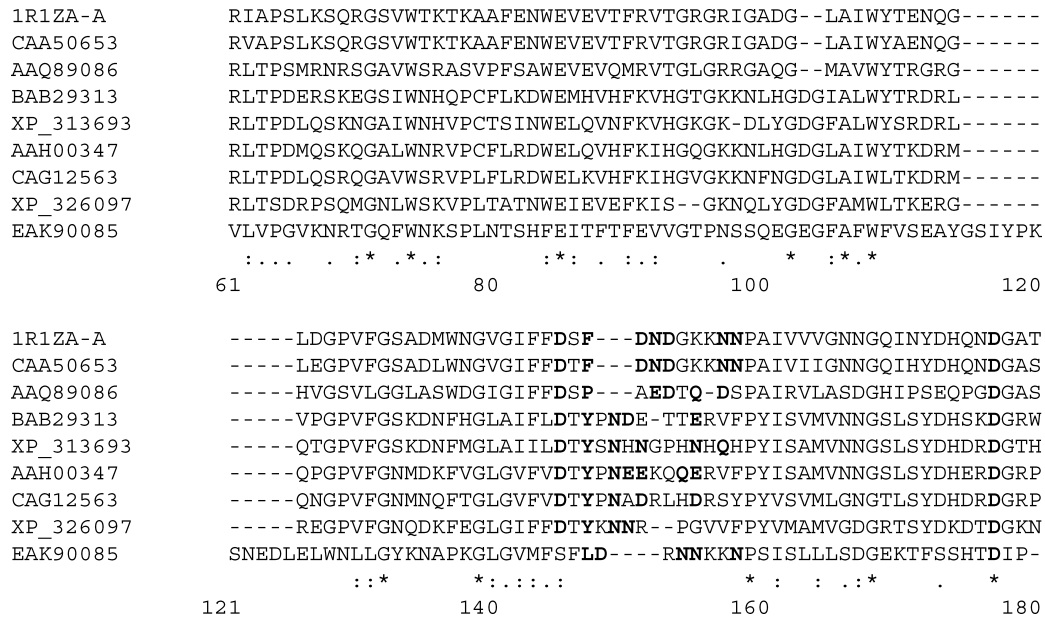 1R1ZA-A RIAPSLKSQRGSVWTKTKAAFENWEVEVTFRVTGRGRIGADG--LAIWYTENQG------
CAA50653 RVAPSLKSQRGSVWTKTKAAFENWEVEVTFRVTGRGRIGADG--LAIWYAENQG------
AAQ89086 RLTPSMRNRSGAVWSRASVPFSAWEVEVQMRVTGLGRRGAQG--MAVWYTRGRG------
BAB29313 RLTPDERSKEGSIWNHQPCFLKDWEMHVHFKVHGTGKKNLHGDGIALWYTRDRL------
XP_313693 RLTPDLQSKNGAIWNHVPCTSINWELQVNFKVHGKGK-DLYGDGFALWYSRDRL------
AAH00347 RLTPDMQSKQGALWNRVPCFLRDWELQVHFKIHGQGKKNLHGDGLAIWYTKDRM------
CAG12563 RLTPDLQSRQGAVWSRVPLFLRDWELKVHFKIHGVGKKNFNGDGLAIWLTKDRM------
XP_326097 RLTSDRPSQMGNLWSKVPLTATNWEIEVEFKIS--GKNQLYGDGFAMWLTKERG------
EAK90085 VLVPGVKNRTGQFWNKSPLNTSHFEITFTFEVVGTPNSSQEGEGFAFWFVSEAYGSIYPK
:... . :* .*. :*: . .: . * :*:*
61 80 100 120
1R1ZA-A -----LDGPVFGSADMWNGVGIFFDSF---DNDGKKNNPAIVVVGNNGQINYDHQNDGAT
CAA50653 -----LEGPVFGSADLWNGVGIFFDTF---DNDGKKNNPAIVIIGNNGQIHYDHQNDGAS
AAQ89086 -----HVGSVLGGLASWDGIGIFFDSP---AEDTQ-DSPAIRVLASDGHIPSEQPGDGAS
BAB29313 -----VPGPVFGSKDNFHGLAIFLDTYPNDE-TTERVFPYISVMVNNGSLSYDHSKDGRW
XP_313693 -----QTGPVFGSKDNFMGLAIILDTYSNHNGPHNHQHPYISAMVNNGSLSYDHDRDGTH
AAH00347 -----QPGPVFGNMDKFVGLGVFVDTYPNEEKQQERVFPYISAMVNNGSLSYDHERDGRP
CAG12563 -----QNGPVFGNMNQFTGLGVFVDTYPNADRLHDRSYPYVSVMLGNGTLSYDHDRDGRP
XP_326097 -----REGPVFGNQDKFEGLGIFFDTYKNNR--PGVVFPYVMAMVGDGRTSYDKDTDGKN
EAK90085 SNEDLELWNLLGYKNAPKGLGVMFSFLD----RNNKKNPSISLLLSDGEKTFSSHTDIP-
::* *:.::.: * : . .:* . *
121 140 160 180